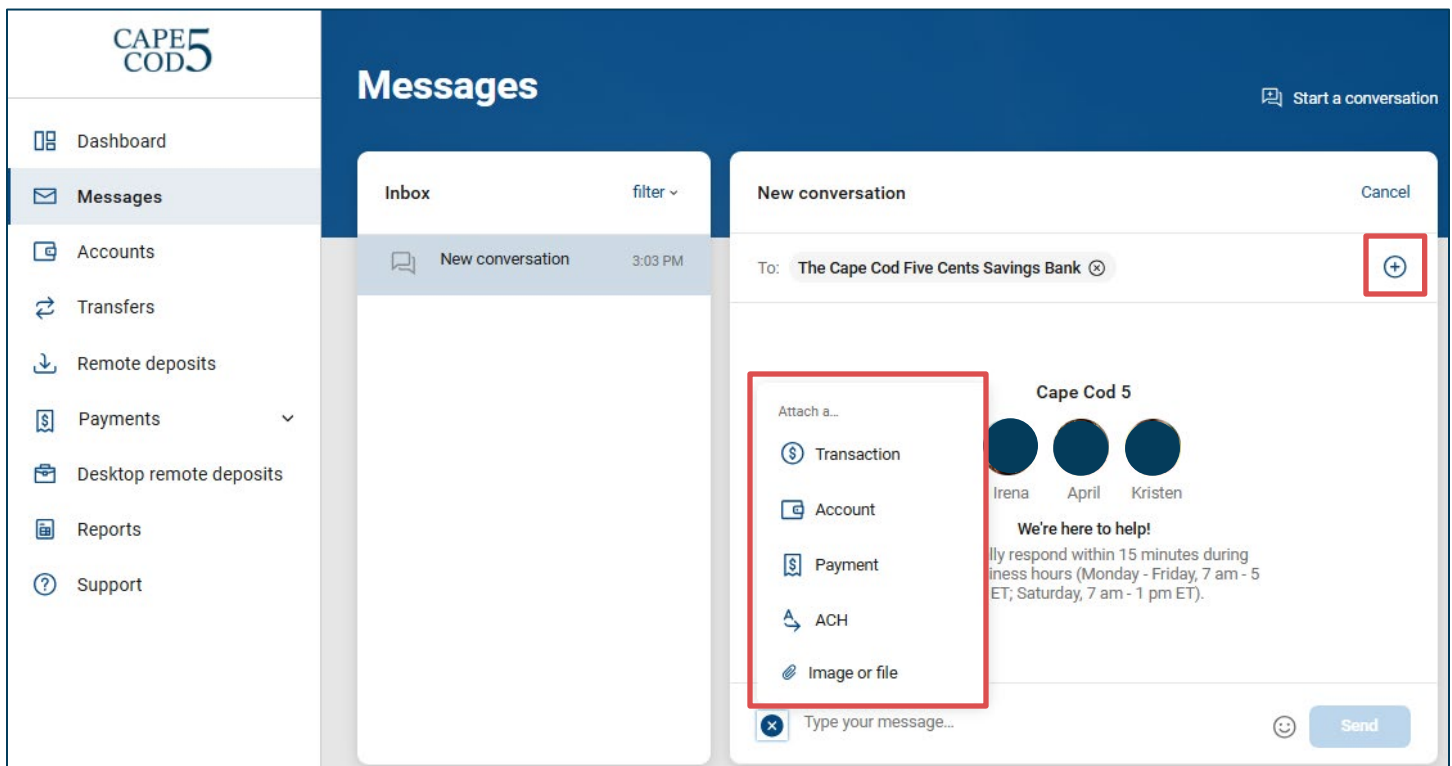 CAPE
COD5
Dashboard
Messages
Accounts
Transfers
Remote deposits
Payments
Desktop remote deposits
Reports
Support
Messages
Start a conversation
Inbox
filter
New conversation
3:03 PM
New conversation
Cancel
To:
The Cape Cod Five Cents Savings Bank
Attach a...
Transaction
Account
Payment
ACH
Image or file
Cape Cod 5
Irena
April
Kristen
We're here to help!
lly respond within 15 minutes during
iness hours (Monday - Friday, 7 am - 5
ET; Saturday, 7 am - 1 pm ET).
Type your message...
Send